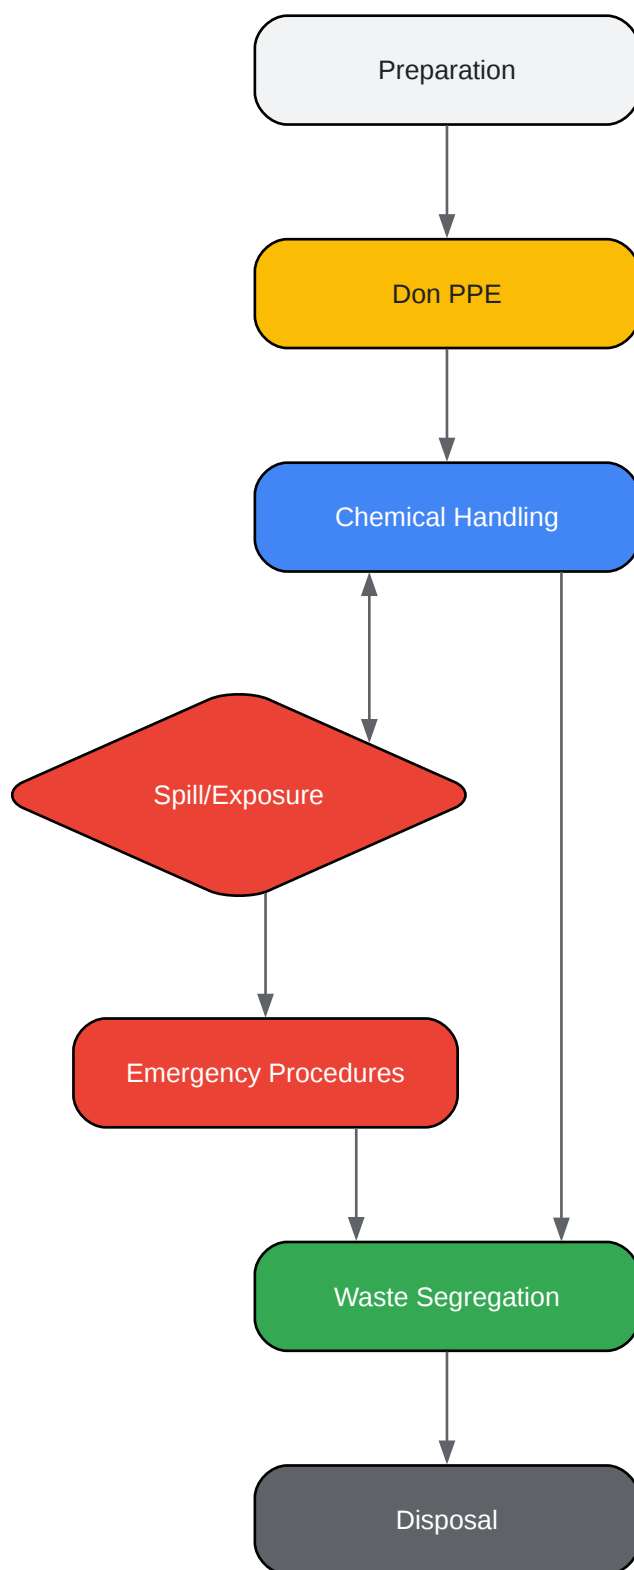 Preparation
Don PPE
Chemical Handling
Spill/Exposure
Emergency Procedures
Waste Segregation
Disposal